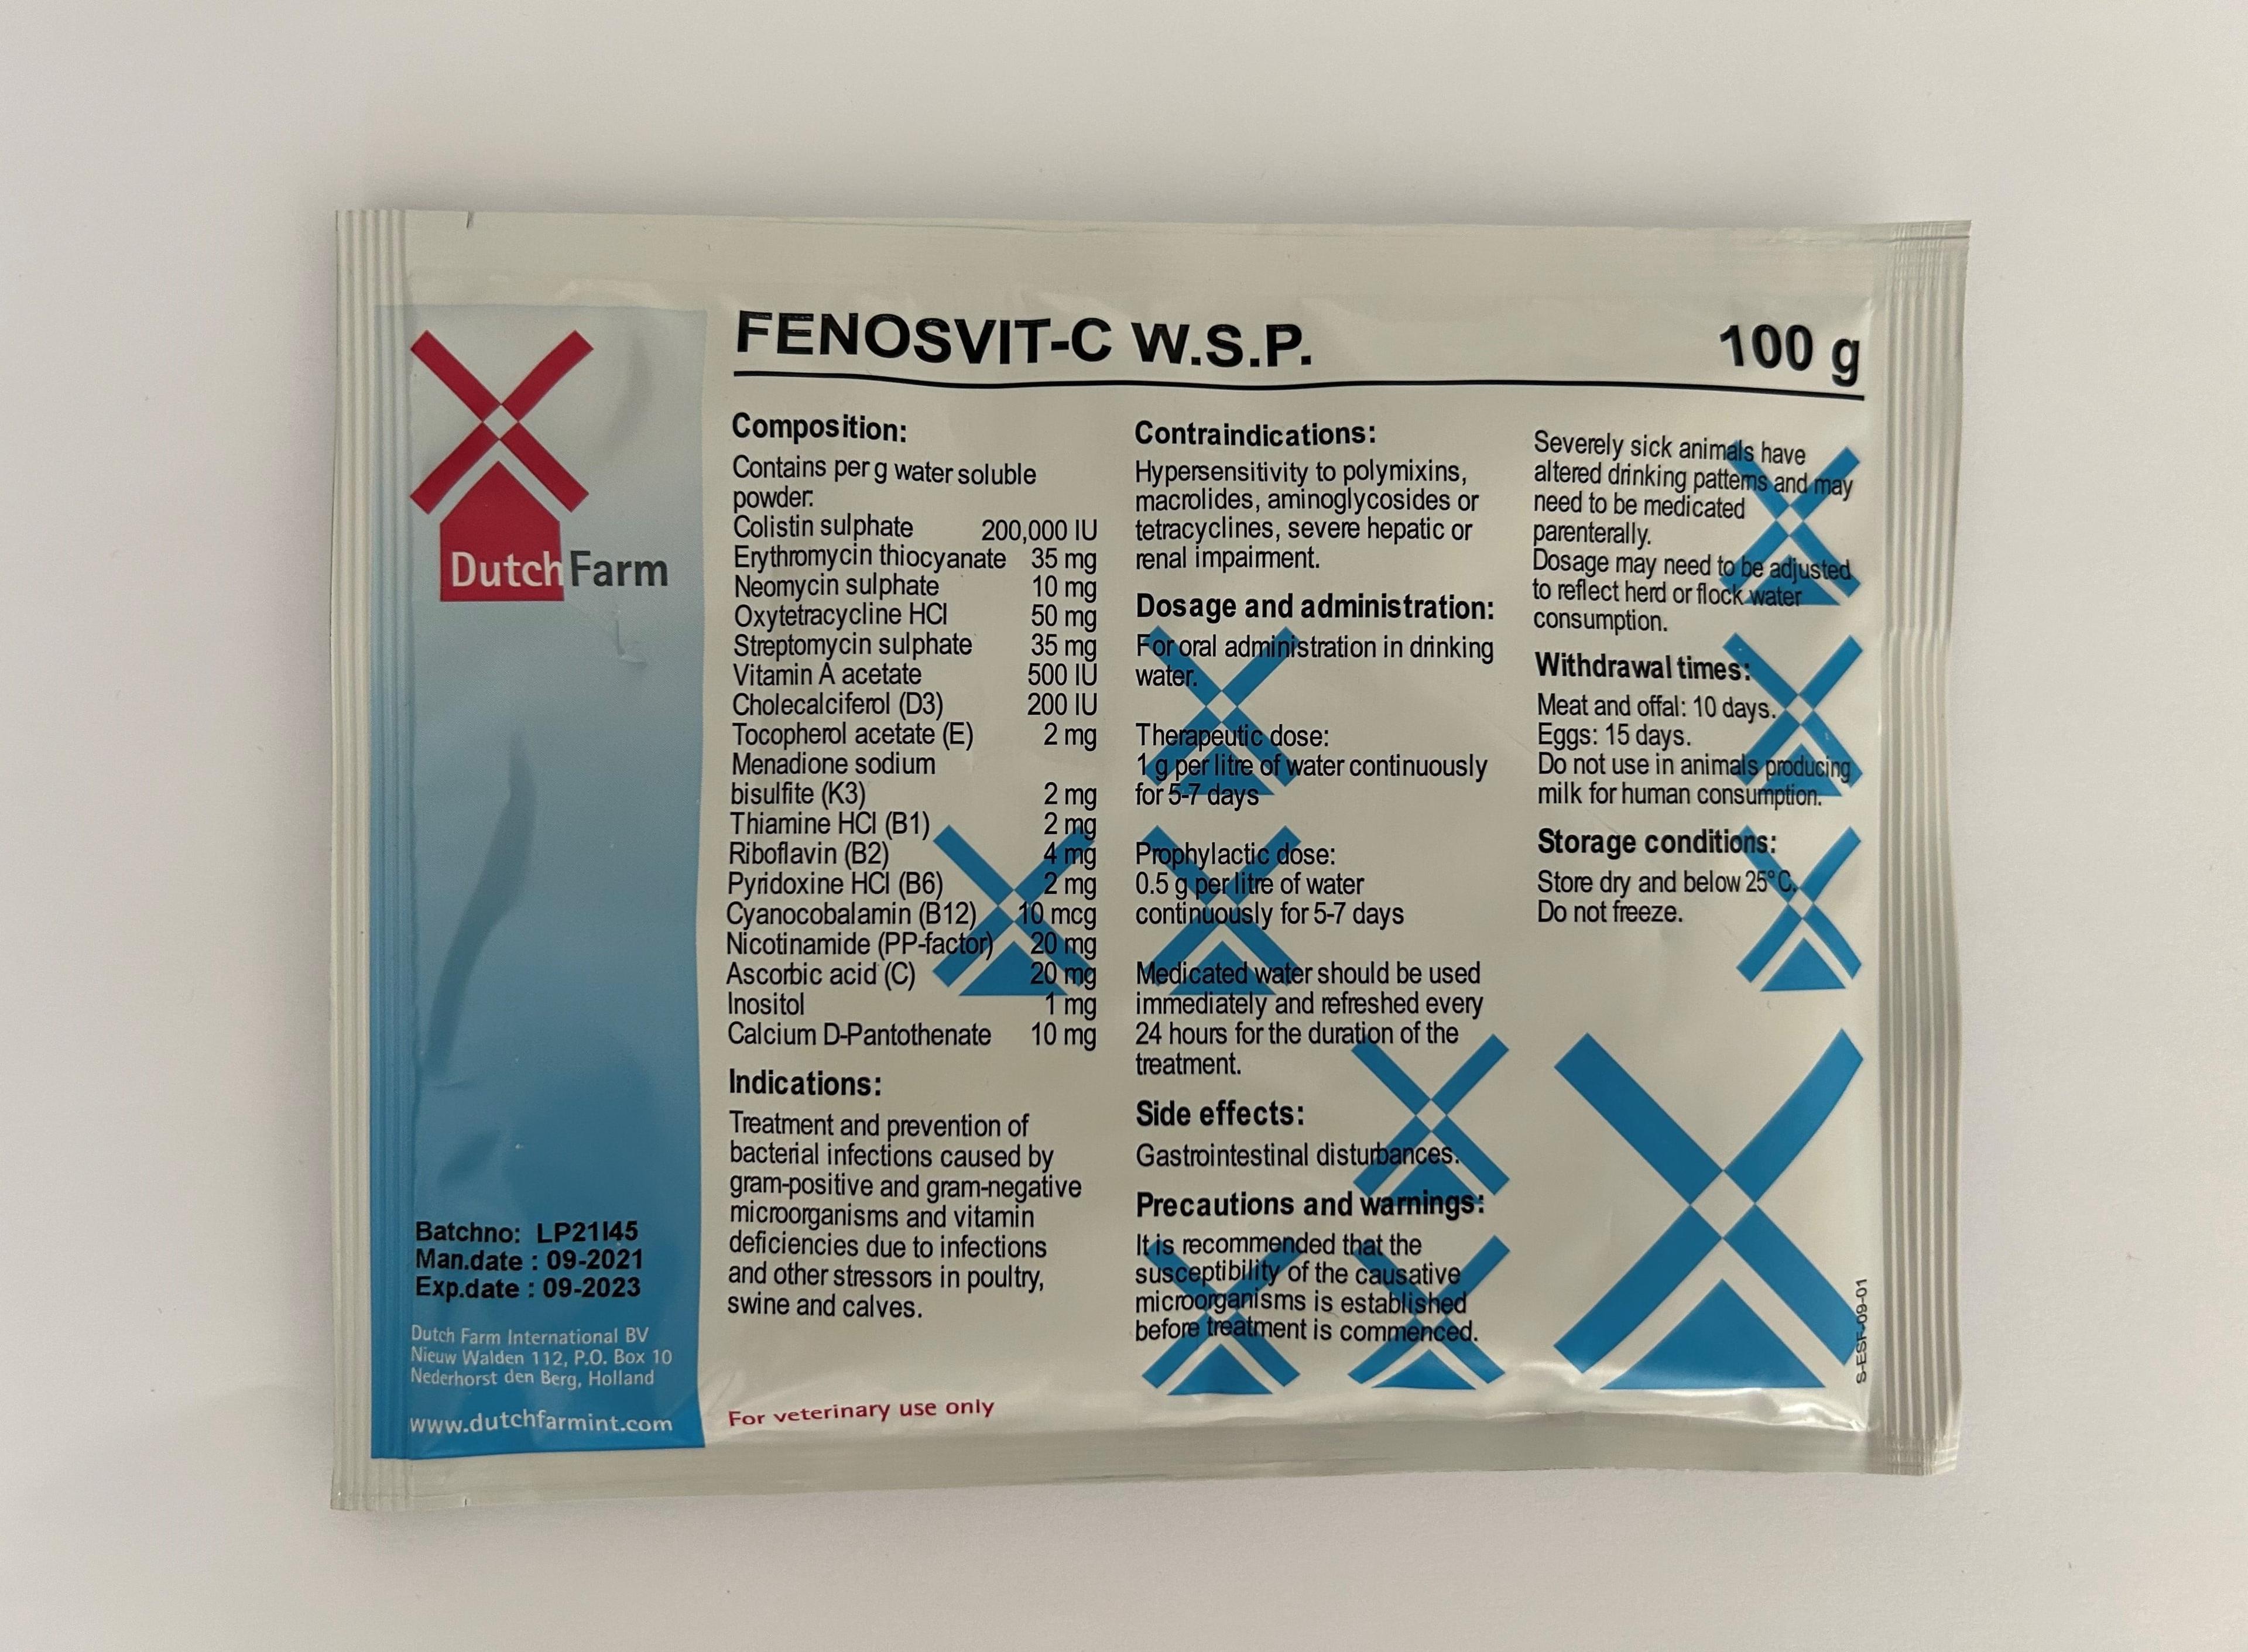 FENOSVIT-C W.S.P. 100 g
Dutch Farm
Batchno: LP21I45
Man.date : 09-2021
Exp.date : 09-2023
Dutch Farm International BV
Nieuw Walden 112, P.O. Box 10
Nederhorst den Berg, Holland
www.dutchfarmint.com
Composition:
Contains per g water soluble
powder:
Colistin sulphate 200,000 IU
Erythromycin thiocyanate 35 mg
Neomycin sulphate 10 mg
Oxytetracycline HCl 50 mg
Streptomycin sulphate 35 mg
Vitamin A acetate 500 IU
Cholecalciferol (D3) 200 IU
Tocopherol acetate (E) 2 mg
Menadione sodium
bisulfite (K3) 2 mg
Thiamine HCl (B1) 2 mg
Riboflavin (B2) 4 mg
Pyridoxine HCl (B6) 2 mg
Cyanocobalamin (B12) 10 mcg
Nicotinamide (PP-factor) 20 mg
Ascorbic acid (C) 20 mg
Inositol 1 mg
Calcium D-Pantothenate 10 mg
Indications:
Treatment and prevention of
bacterial infections caused by
gram-positive and gram-negative
microorganisms and vitamin
deficiencies due to infections
and other stressors in poultry,
swine and calves.
For veterinary use only
Contraindications:
Hypersensitivity to polymixins,
macrolides, aminoglycosides or
tetracyclines, severe hepatic or
renal impairment.
Dosage and administration:
For oral administration in drinking
water.
Therapeutic dose:
1 g per litre of water continuously
for 5-7 days
Prophylactic dose:
0.5 g per litre of water
continuously for 5-7 days
Medicated water should be used
immediately and refreshed every
24 hours for the duration of the
treatment.
Side effects:
Gastrointestinal disturbances.
Precautions and warnings:
It is recommended that the
susceptibility of the causative
microorganisms is established
before treatment is commenced.
Severely sick animals have
altered drinking patterns and may
need to be medicated
parenterally.
Dosage may need to be adjusted
to reflect herd or flock water
consumption.
Withdrawal times:
Meat and offal: 10 days.
Eggs: 15 days.
Do not use in animals producing
milk for human consumption.
Storage conditions:
Store dry and below 25°C.
Do not freeze.
S-ESF-09-01